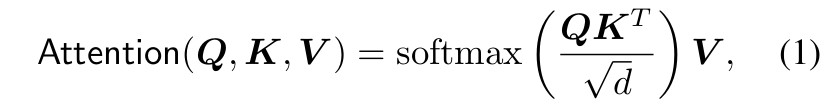 Attention(Q, K, V) = softmax(QK^T / √d) V, (1)